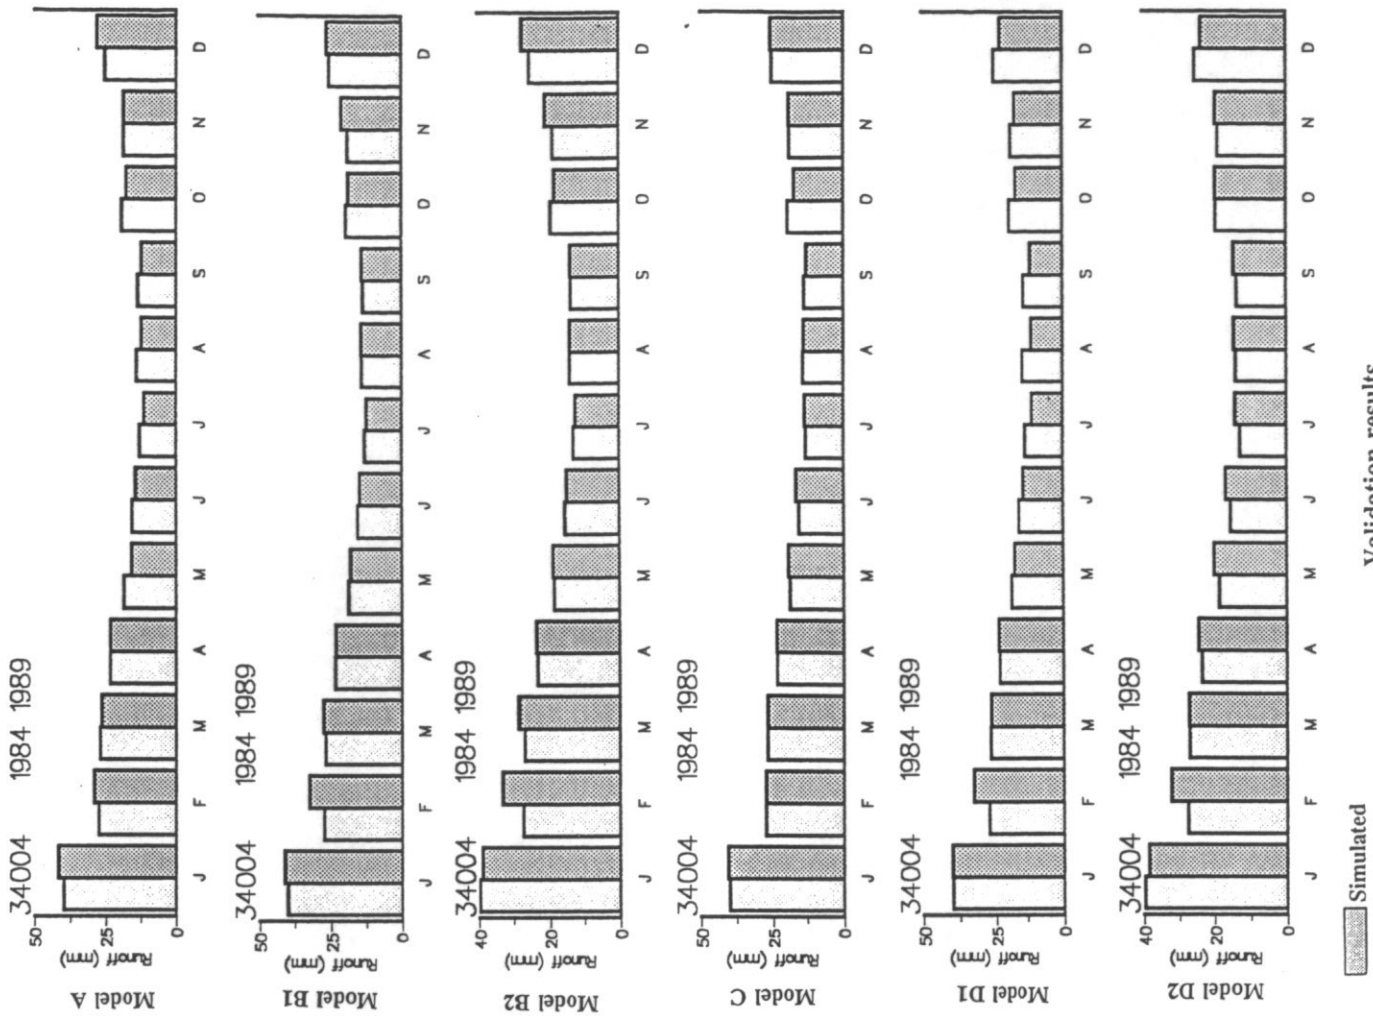 34004 1984 1989
Model A
Runoff (mm)
50
25
0
J F M A M J J A S O N D
34004 1984 1989
Model B1
Runoff (mm)
50
25
0
J F M A M J J A S O N D
34004 1984 1989
Model B2
Runoff (mm)
40
20
0
J F M A M J J A S O N D
34004 1984 1989
Model C
Runoff (mm)
50
25
0
J F M A M J J A S O N D
34004 1984 1989
Model D1
Runoff (mm)
50
25
0
J F M A M J J A S O N D
34004 1984 1989
Model D2
Runoff (mm)
40
20
0
J F M A M J J A S O N D
Simulated
Validation results